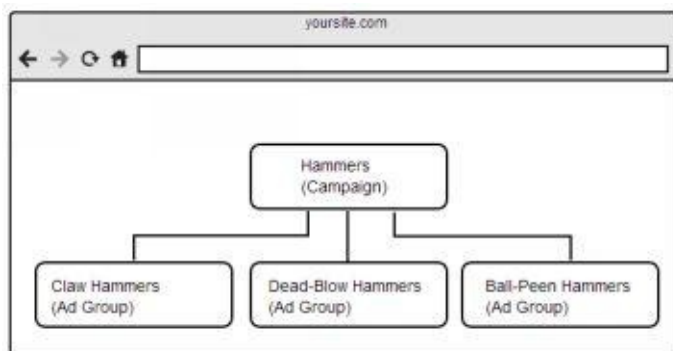 yoursite.com
Hammers
(Campaign)
Claw Hammers
(Ad Group)
Dead-Blow Hammers
(Ad Group)
Ball-Peen Hammers
(Ad Group)